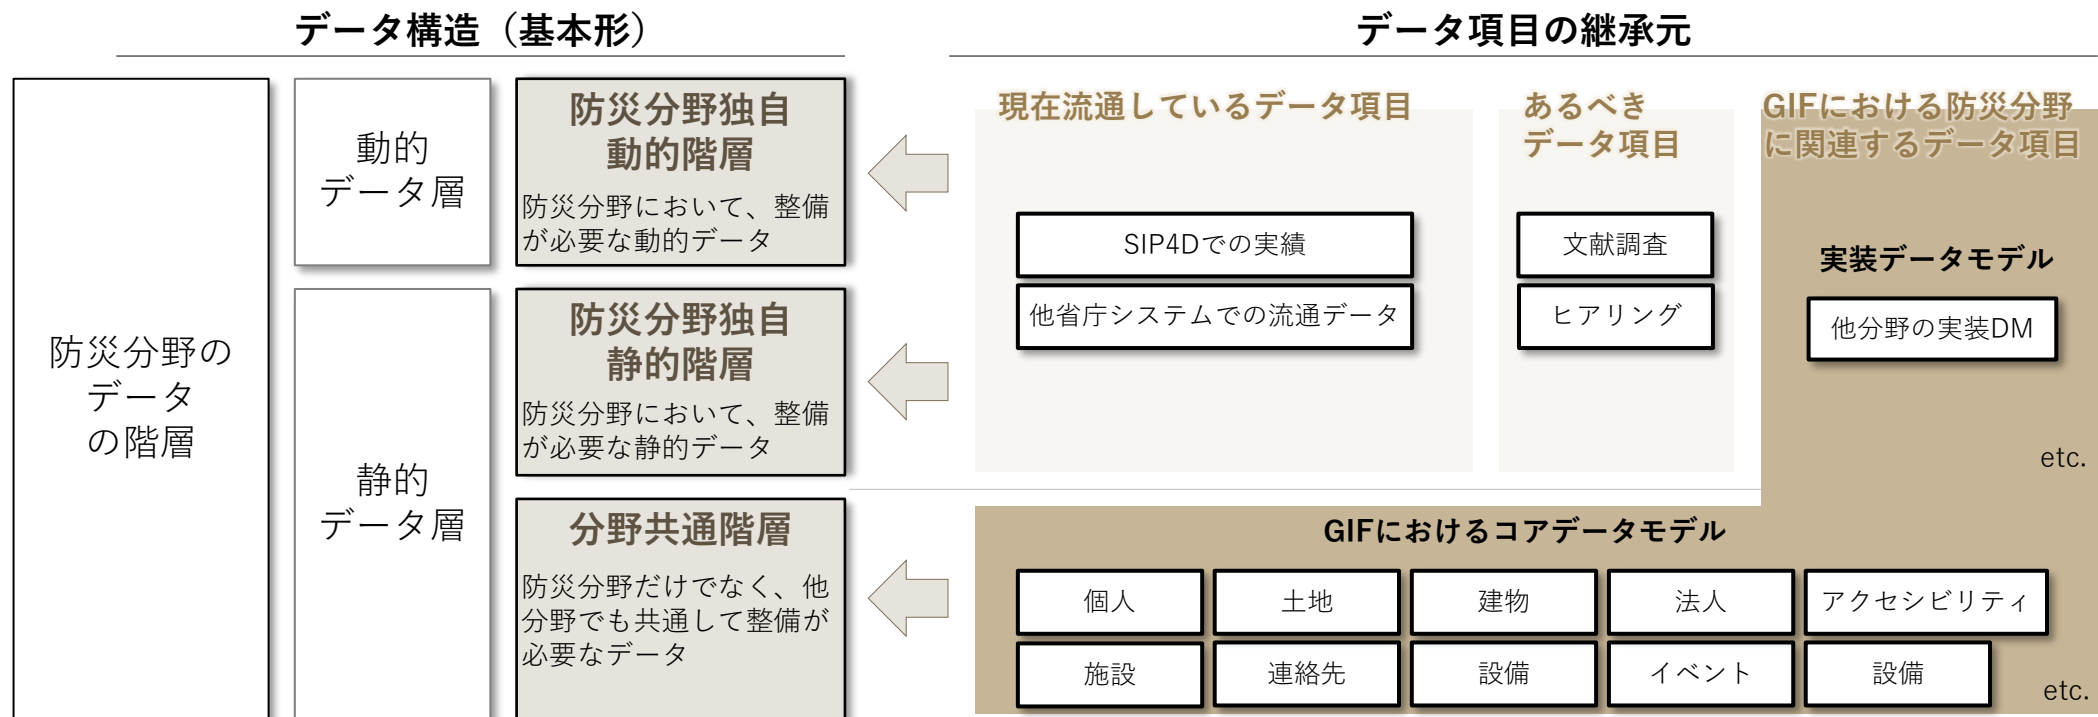 データ構造（基本形）
データ項目の継承元
防災分野の
データ
の階層
動的
データ層
静的
データ層
防災分野独自
動的階層
防災分野において、整備
が必要な動的データ
防災分野独自
静的階層
防災分野において、整備
が必要な静的データ
分野共通階層
防災分野だけでなく、他
分野でも共通して整備が
必要なデータ
現在流通しているデータ項目
SIP4Dでの実績
他省庁システムでの流通データ
あるべき
データ項目
文献調査
ヒアリング
GIFにおける防災分野
に関連するデータ項目
実装データモデル
他分野の実装DM
etc.
GIFにおけるコアデータモデル
個人
土地
建物
法人
アクセシビリティ
施設
連絡先
設備
イベント
設備
etc.